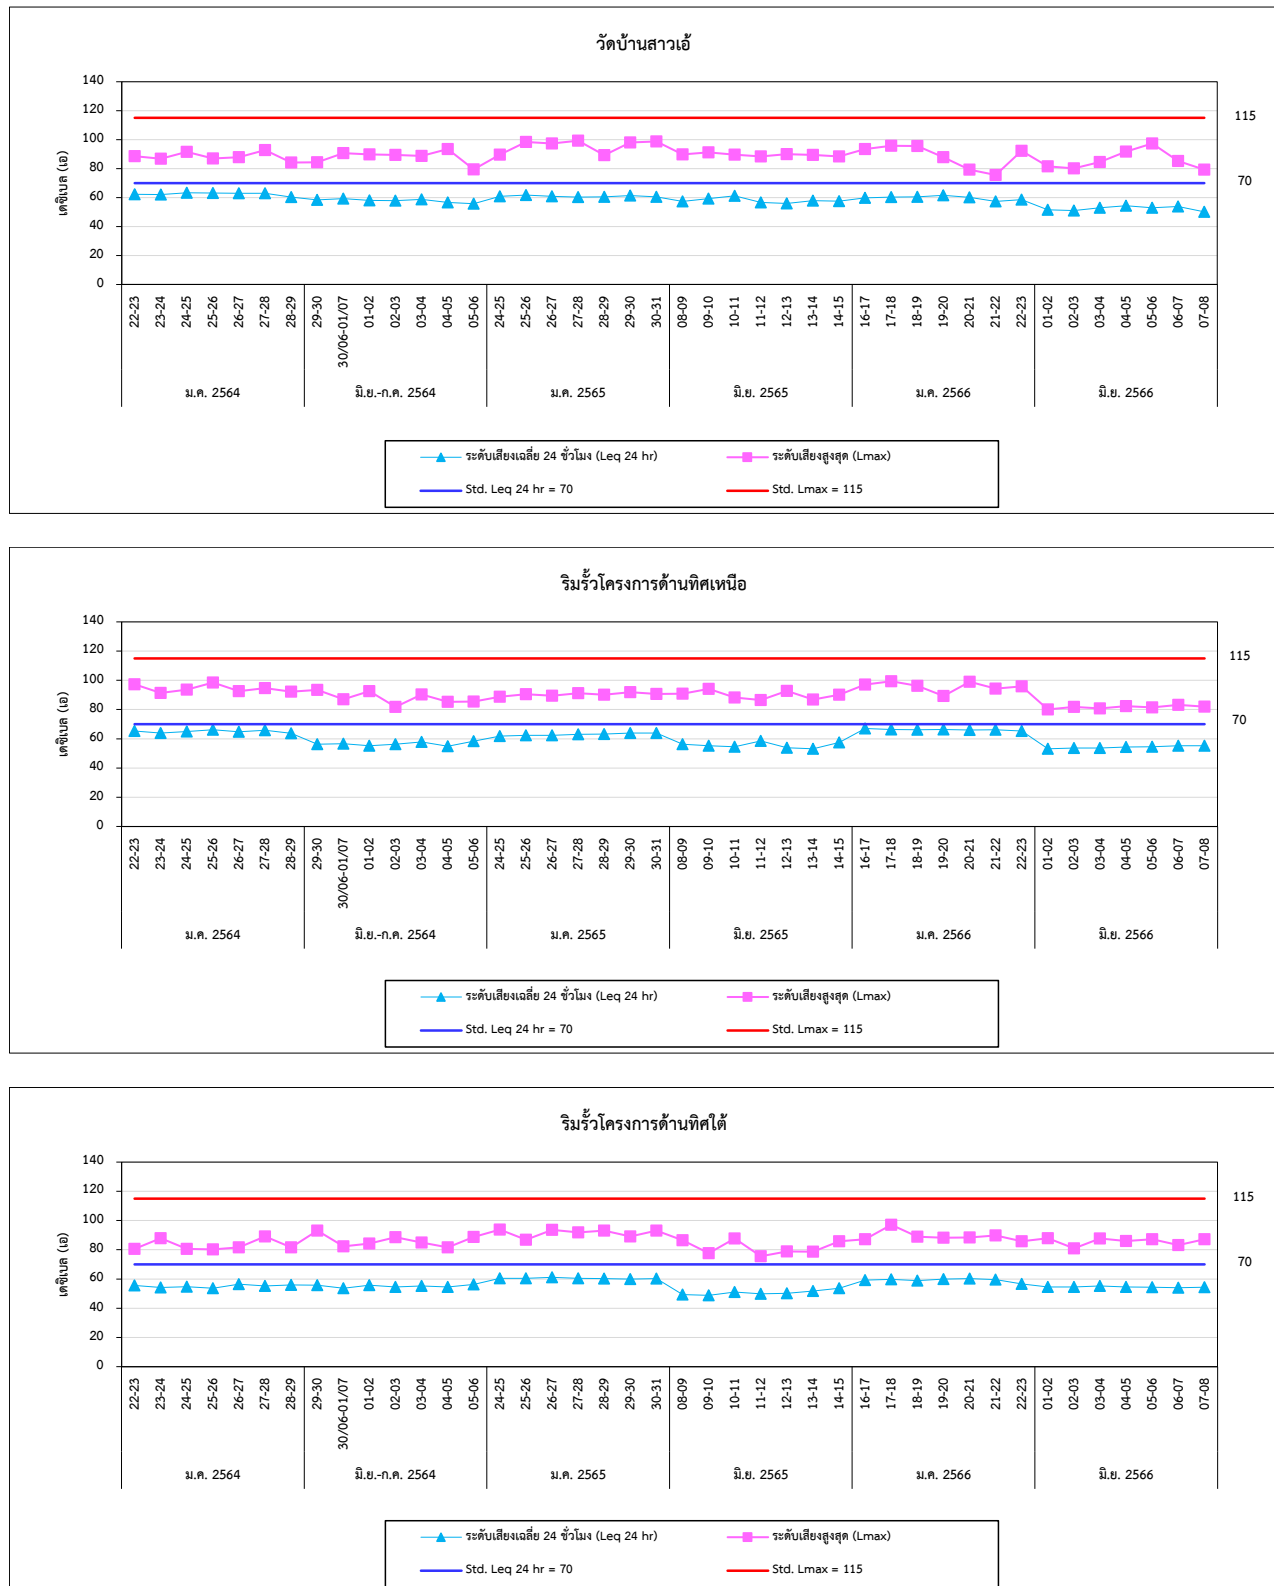 วัดบ้านสาวเอ้
เดซิเบล (เอ)
140
120
100
80
60
40
20
0
115
70
22-23 23-24 24-25 25-26 26-27 27-28 28-29 29-30 30/06-01/07 01-02 02-03 03-04 04-05 05-06 24-25 25-26 26-27 27-28 28-29 29-30 30-31 08-09 09-10 10-11 11-12 12-13 13-14 14-15 16-17 17-18 18-19 19-20 20-21 21-22 22-23 01-02 02-03 03-04 04-05 05-06 06-07 07-08
ม.ค. 2564 มิ.ย.-ก.ค. 2564 ม.ค. 2565 มิ.ย. 2565 ม.ค. 2566 มิ.ย. 2566
ระดับเสียงเฉลี่ย 24 ชั่วโมง (Leq 24 hr) ระดับเสียงสูงสุด (Lmax)
Std. Leq 24 hr = 70 Std. Lmax = 115
ริมรั้วโครงการด้านทิศเหนือ
เดซิเบล (เอ)
140
120
100
80
60
40
20
0
115
70
22-23 23-24 24-25 25-26 26-27 27-28 28-29 29-30 30/06-01/07 01-02 02-03 03-04 04-05 05-06 24-25 25-26 26-27 27-28 28-29 29-30 30-31 08-09 09-10 10-11 11-12 12-13 13-14 14-15 16-17 17-18 18-19 19-20 20-21 21-22 22-23 01-02 02-03 03-04 04-05 05-06 06-07 07-08
ม.ค. 2564 มิ.ย.-ก.ค. 2564 ม.ค. 2565 มิ.ย. 2565 ม.ค. 2566 มิ.ย. 2566
ระดับเสียงเฉลี่ย 24 ชั่วโมง (Leq 24 hr) ระดับเสียงสูงสุด (Lmax)
Std. Leq 24 hr = 70 Std. Lmax = 115
ริมรั้วโครงการด้านทิศใต้
เดซิเบล (เอ)
140
120
100
80
60
40
20
0
115
70
22-23 23-24 24-25 25-26 26-27 27-28 28-29 29-30 30/06-01/07 01-02 02-03 03-04 04-05 05-06 24-25 25-26 26-27 27-28 28-29 29-30 30-31 08-09 09-10 10-11 11-12 12-13 13-14 14-15 16-17 17-18 18-19 19-20 20-21 21-22 22-23 01-02 02-03 03-04 04-05 05-06 06-07 07-08
ม.ค. 2564 มิ.ย.-ก.ค. 2564 ม.ค. 2565 มิ.ย. 2565 ม.ค. 2566 มิ.ย. 2566
ระดับเสียงเฉลี่ย 24 ชั่วโมง (Leq 24 hr) ระดับเสียงสูงสุด (Lmax)
Std. Leq 24 hr = 70 Std. Lmax = 115